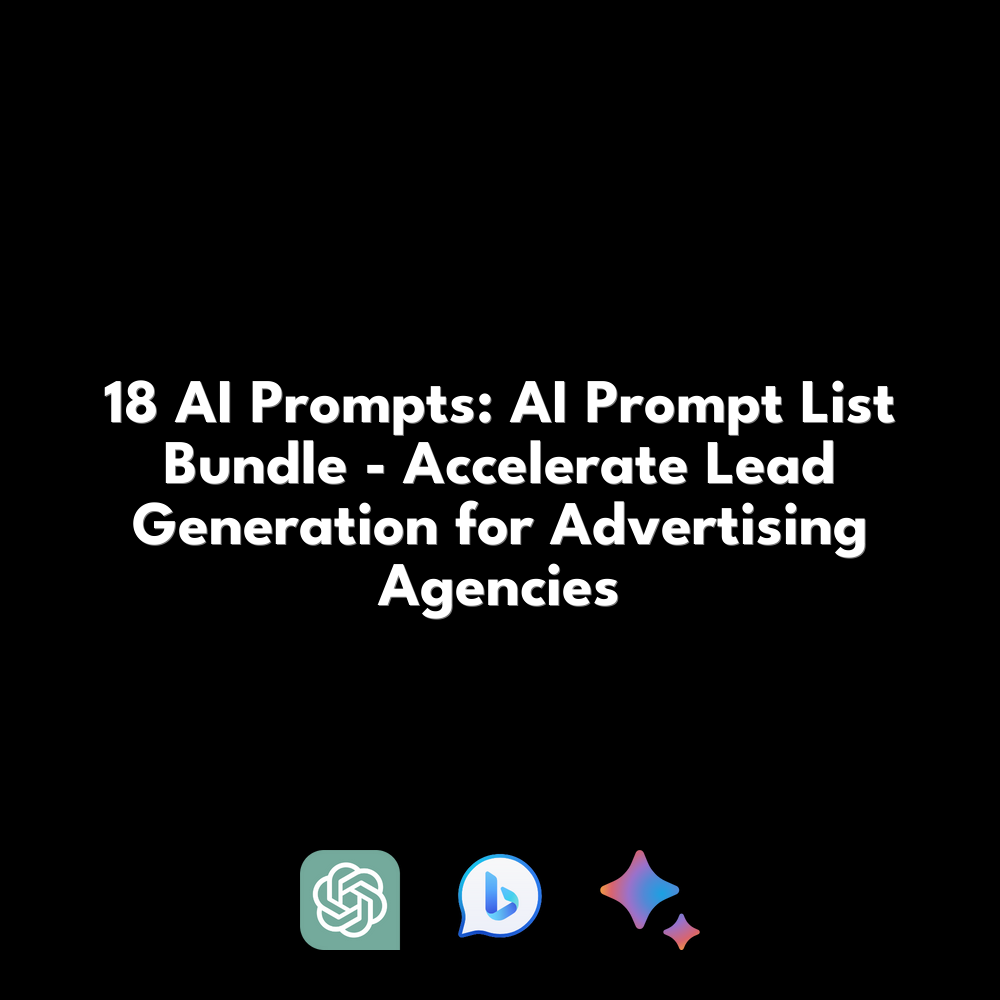 18 AI Prompts: AI Prompt List
Bundle - Accelerate Lead
Generation for Advertising
Agencies